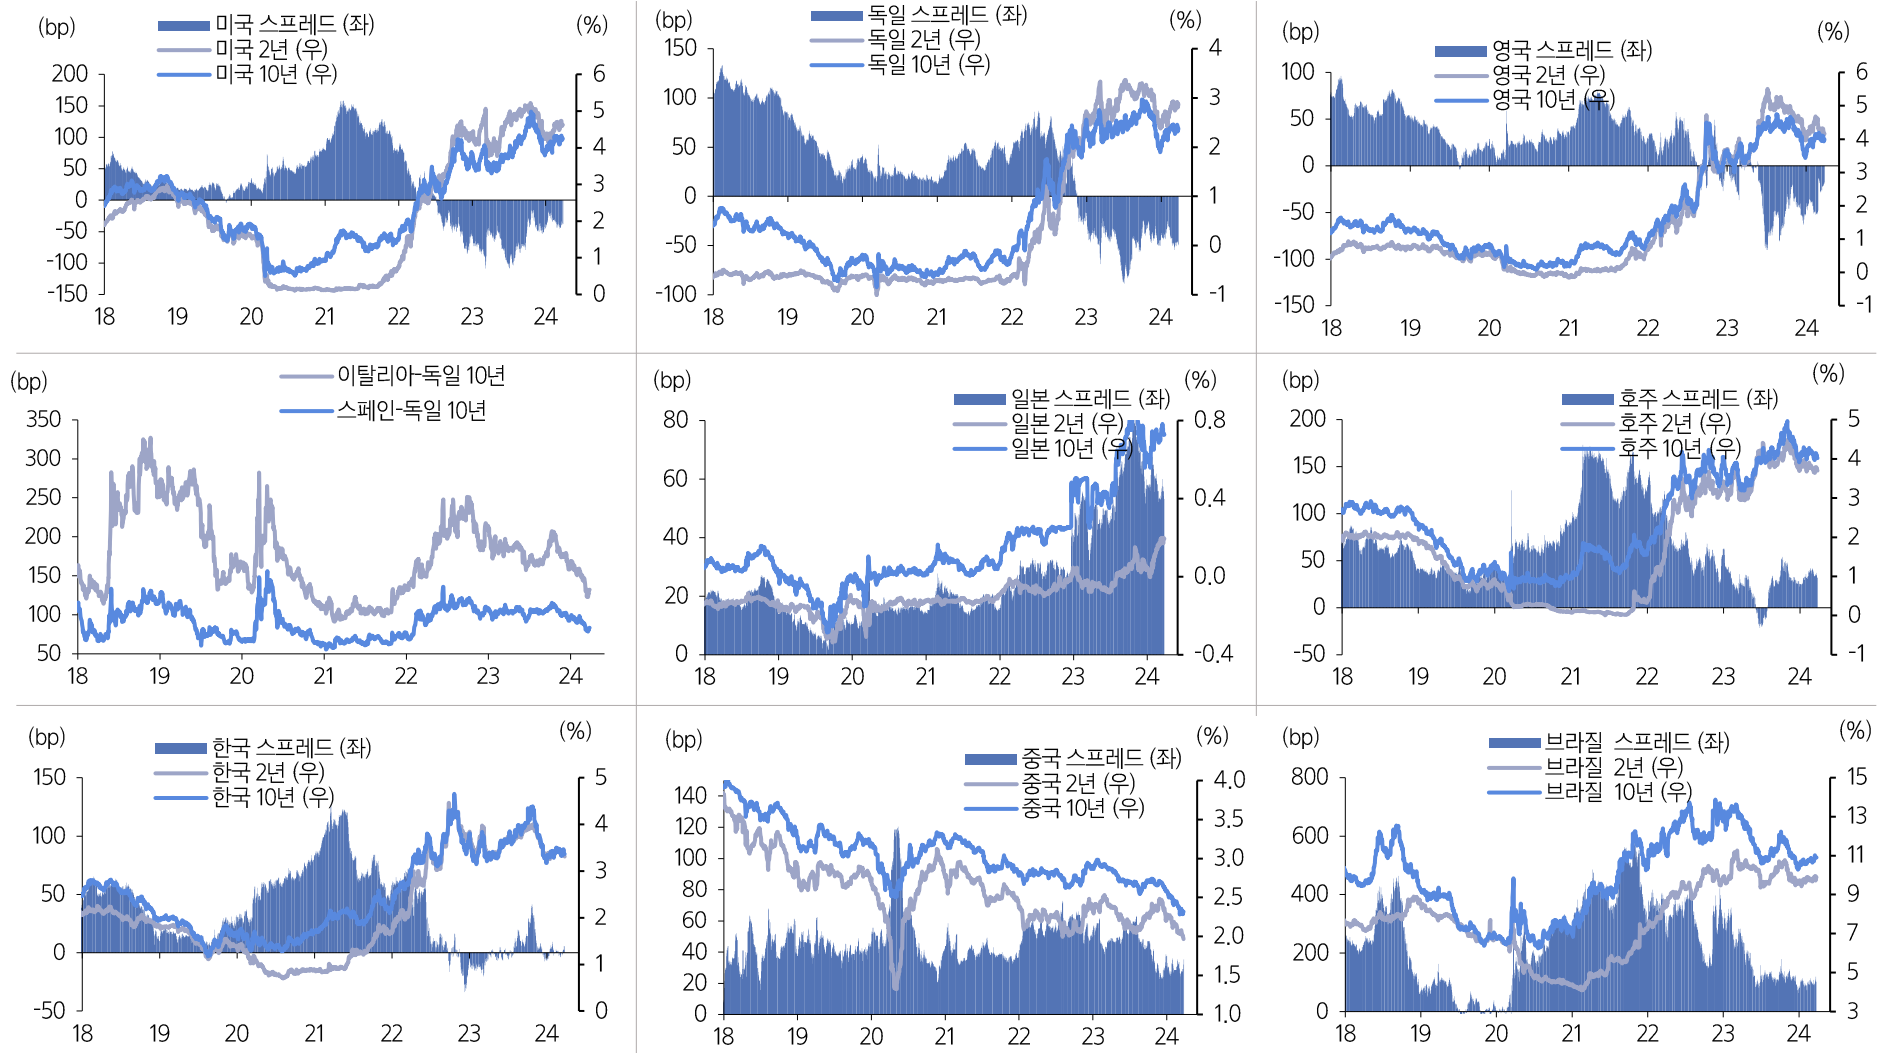 (bp)
미국 스프레드 (좌)
미국 2년 (우)
미국 10년 (우)
(%)
200
150
100
50
0
-50
-100
-150
6
5
4
3
2
1
0
18 19 20 21 22 23 24
(bp)
독일 스프레드 (좌)
독일 2년 (우)
독일 10년 (우)
(%)
150
100
50
0
-50
-100
4
3
2
1
0
-1
18 19 20 21 22 23 24
(bp)
영국 스프레드 (좌)
영국 2년 (우)
영국 10년 (우)
(%)
100
50
0
-50
-100
-150
6
5
4
3
2
1
0
-1
18 19 20 21 22 23 24
(bp)
이탈리아-독일 10년
스페인-독일 10년
350
300
250
200
150
100
50
18 19 20 21 22 23 24
(bp)
일본 스프레드 (좌)
일본 2년 (우)
일본 10년 (우)
(%)
80
60
40
20
0
0.8
0.4
0.0
-0.4
18 19 20 21 22 23 24
(bp)
호주 스프레드 (좌)
호주 2년 (우)
호주 10년 (우)
(%)
200
150
100
50
0
-50
5
4
3
2
1
0
-1
18 19 20 21 22 23 24
(bp)
한국 스프레드 (좌)
한국 2년 (우)
한국 10년 (우)
(%)
150
100
50
0
-50
5
4
3
2
1
0
18 19 20 21 22 23 24
(bp)
중국 스프레드 (좌)
중국 2년 (우)
중국 10년 (우)
(%)
140
120
100
80
60
40
20
0
4.0
3.5
3.0
2.5
2.0
1.5
1.0
18 19 20 21 22 23 24
(bp)
브라질 스프레드 (좌)
브라질 2년 (우)
브라질 10년 (우)
(%)
800
600
400
200
0
15
13
11
9
7
5
3
18 19 20 21 22 23 24